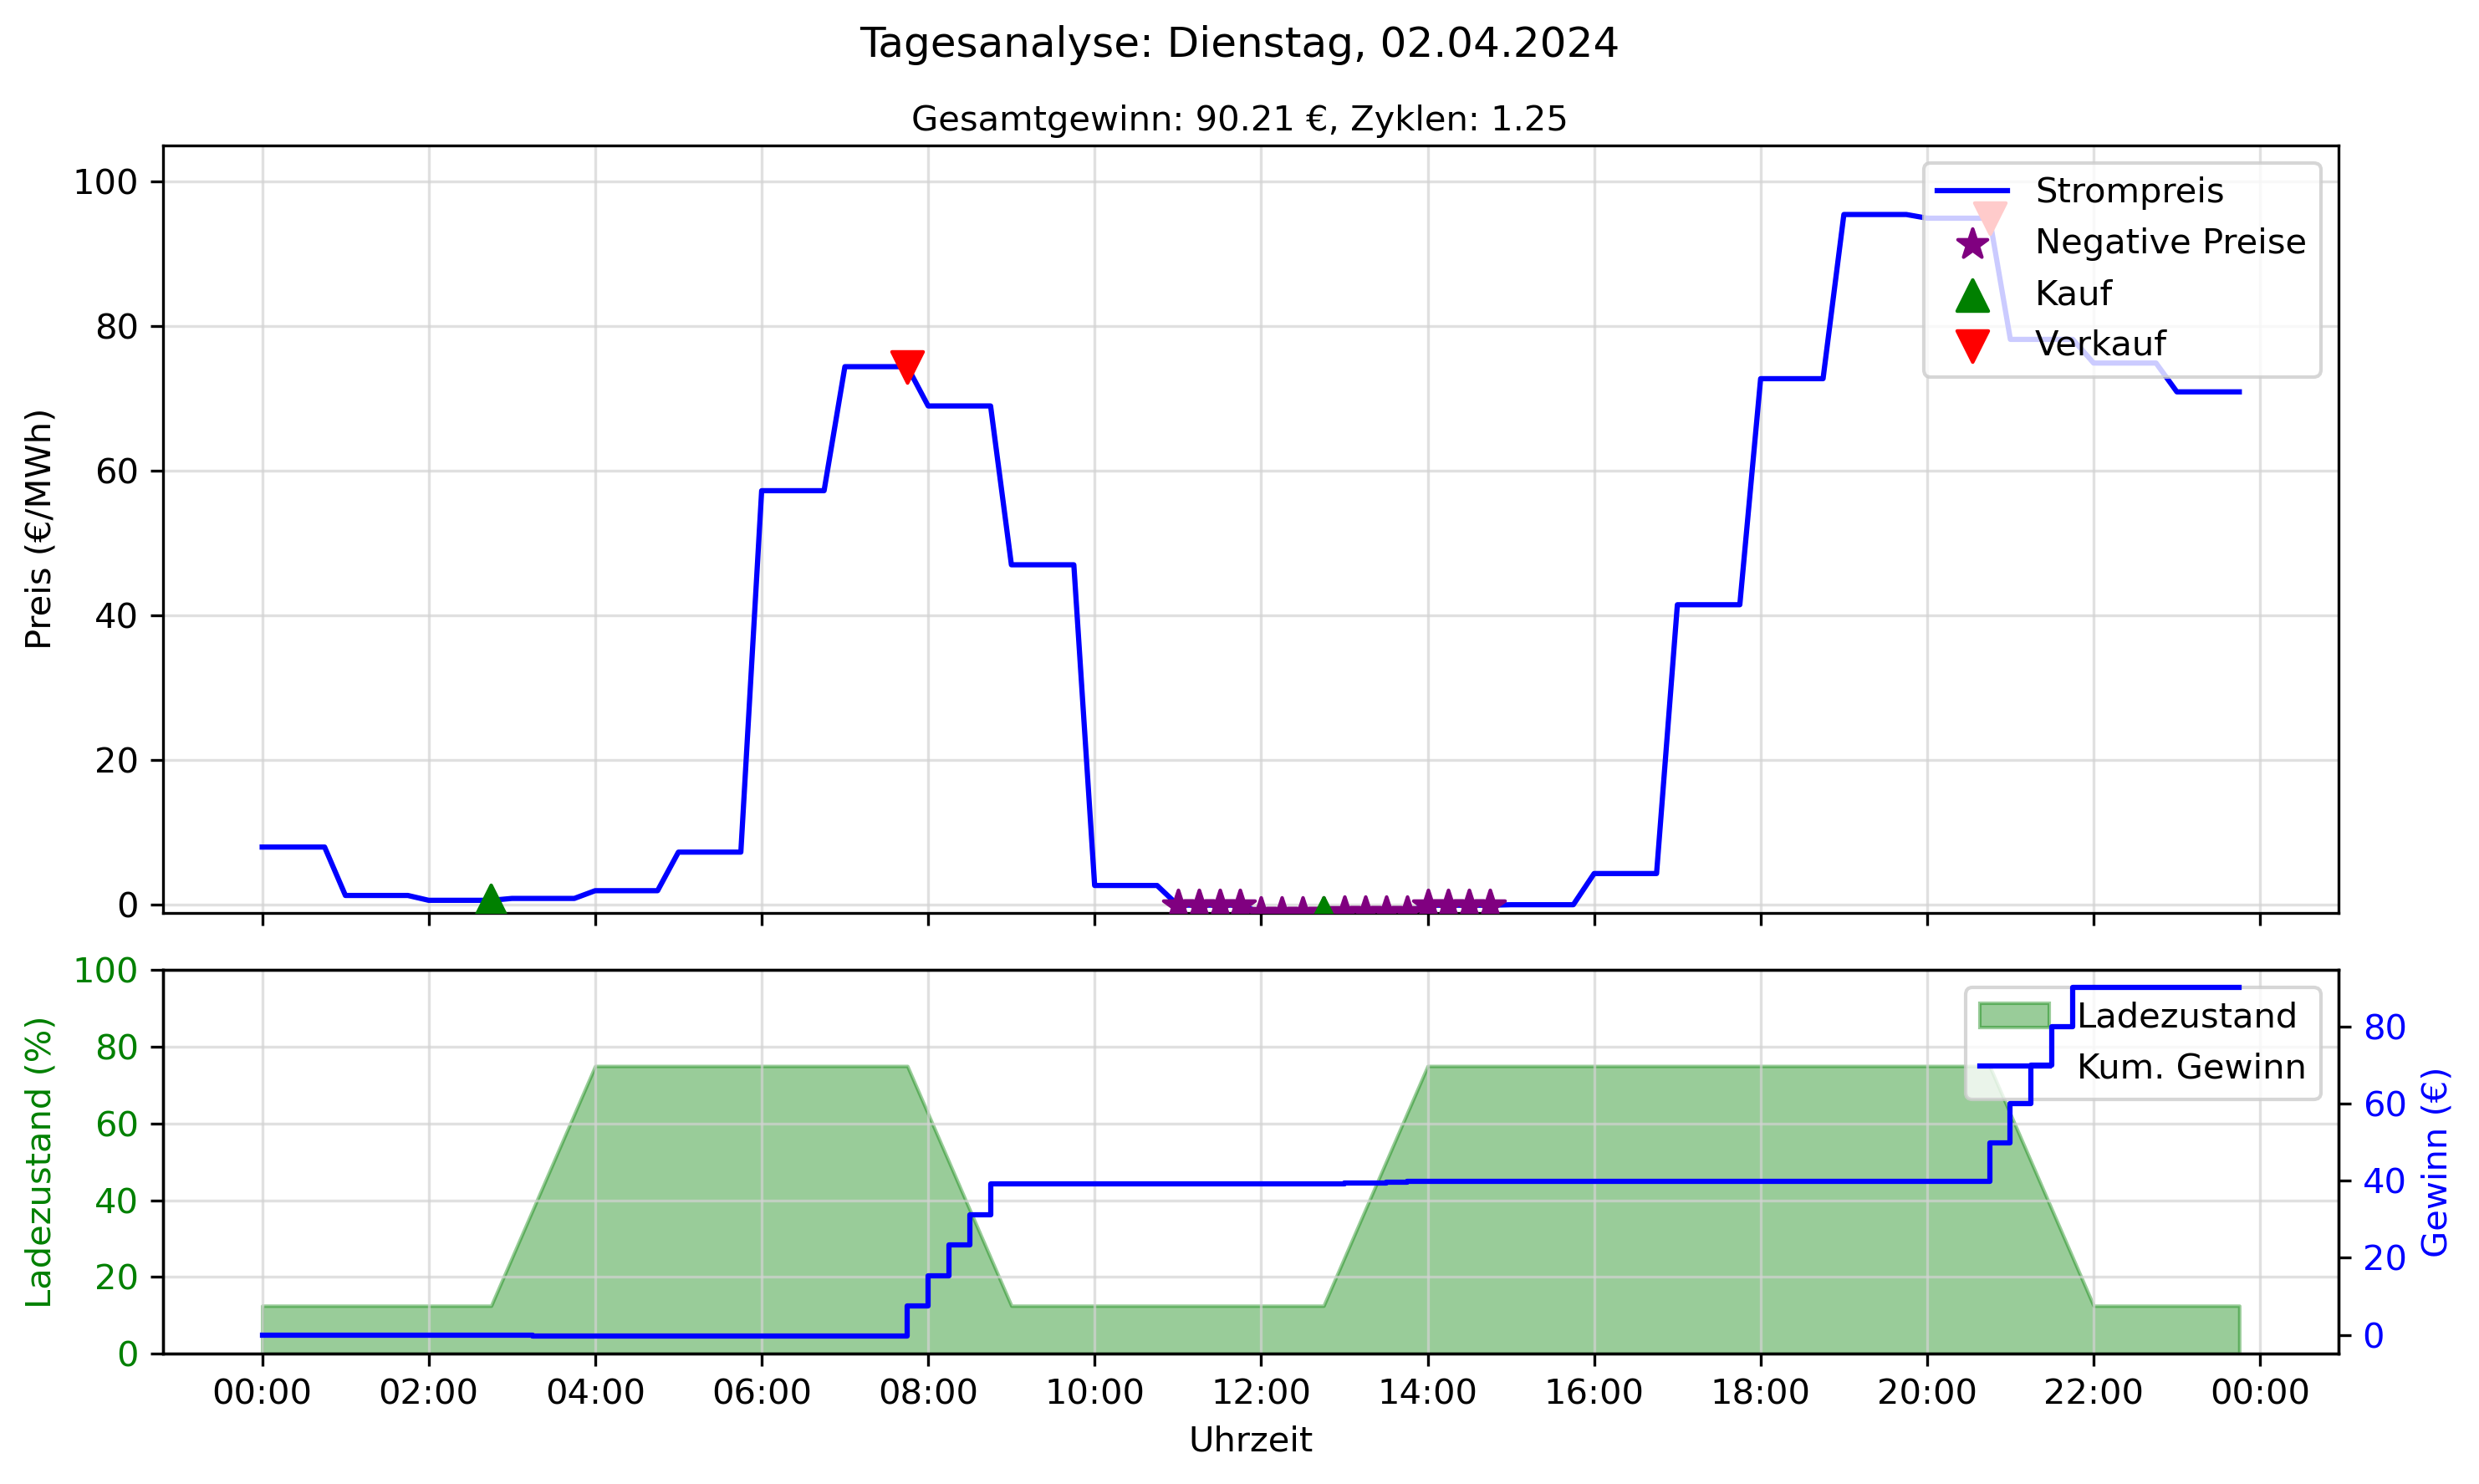 Tagesanalyse: Dienstag, 02.04.2024
Gesamtgewinn: 90.21 €, Zyklen: 1.25
Preis (€/MWh)
100
80
60
40
20
0
Strompreis
Negative Preise
Kauf
Verkauf
Ladezustand (%)
100
80
60
40
20
0
Ladezustand
Kum. Gewinn
80
60
40
20
0
Gewinn (€)
00:00 02:00 04:00 06:00 08:00 10:00 12:00 14:00 16:00 18:00 20:00 22:00 00:00
Uhrzeit